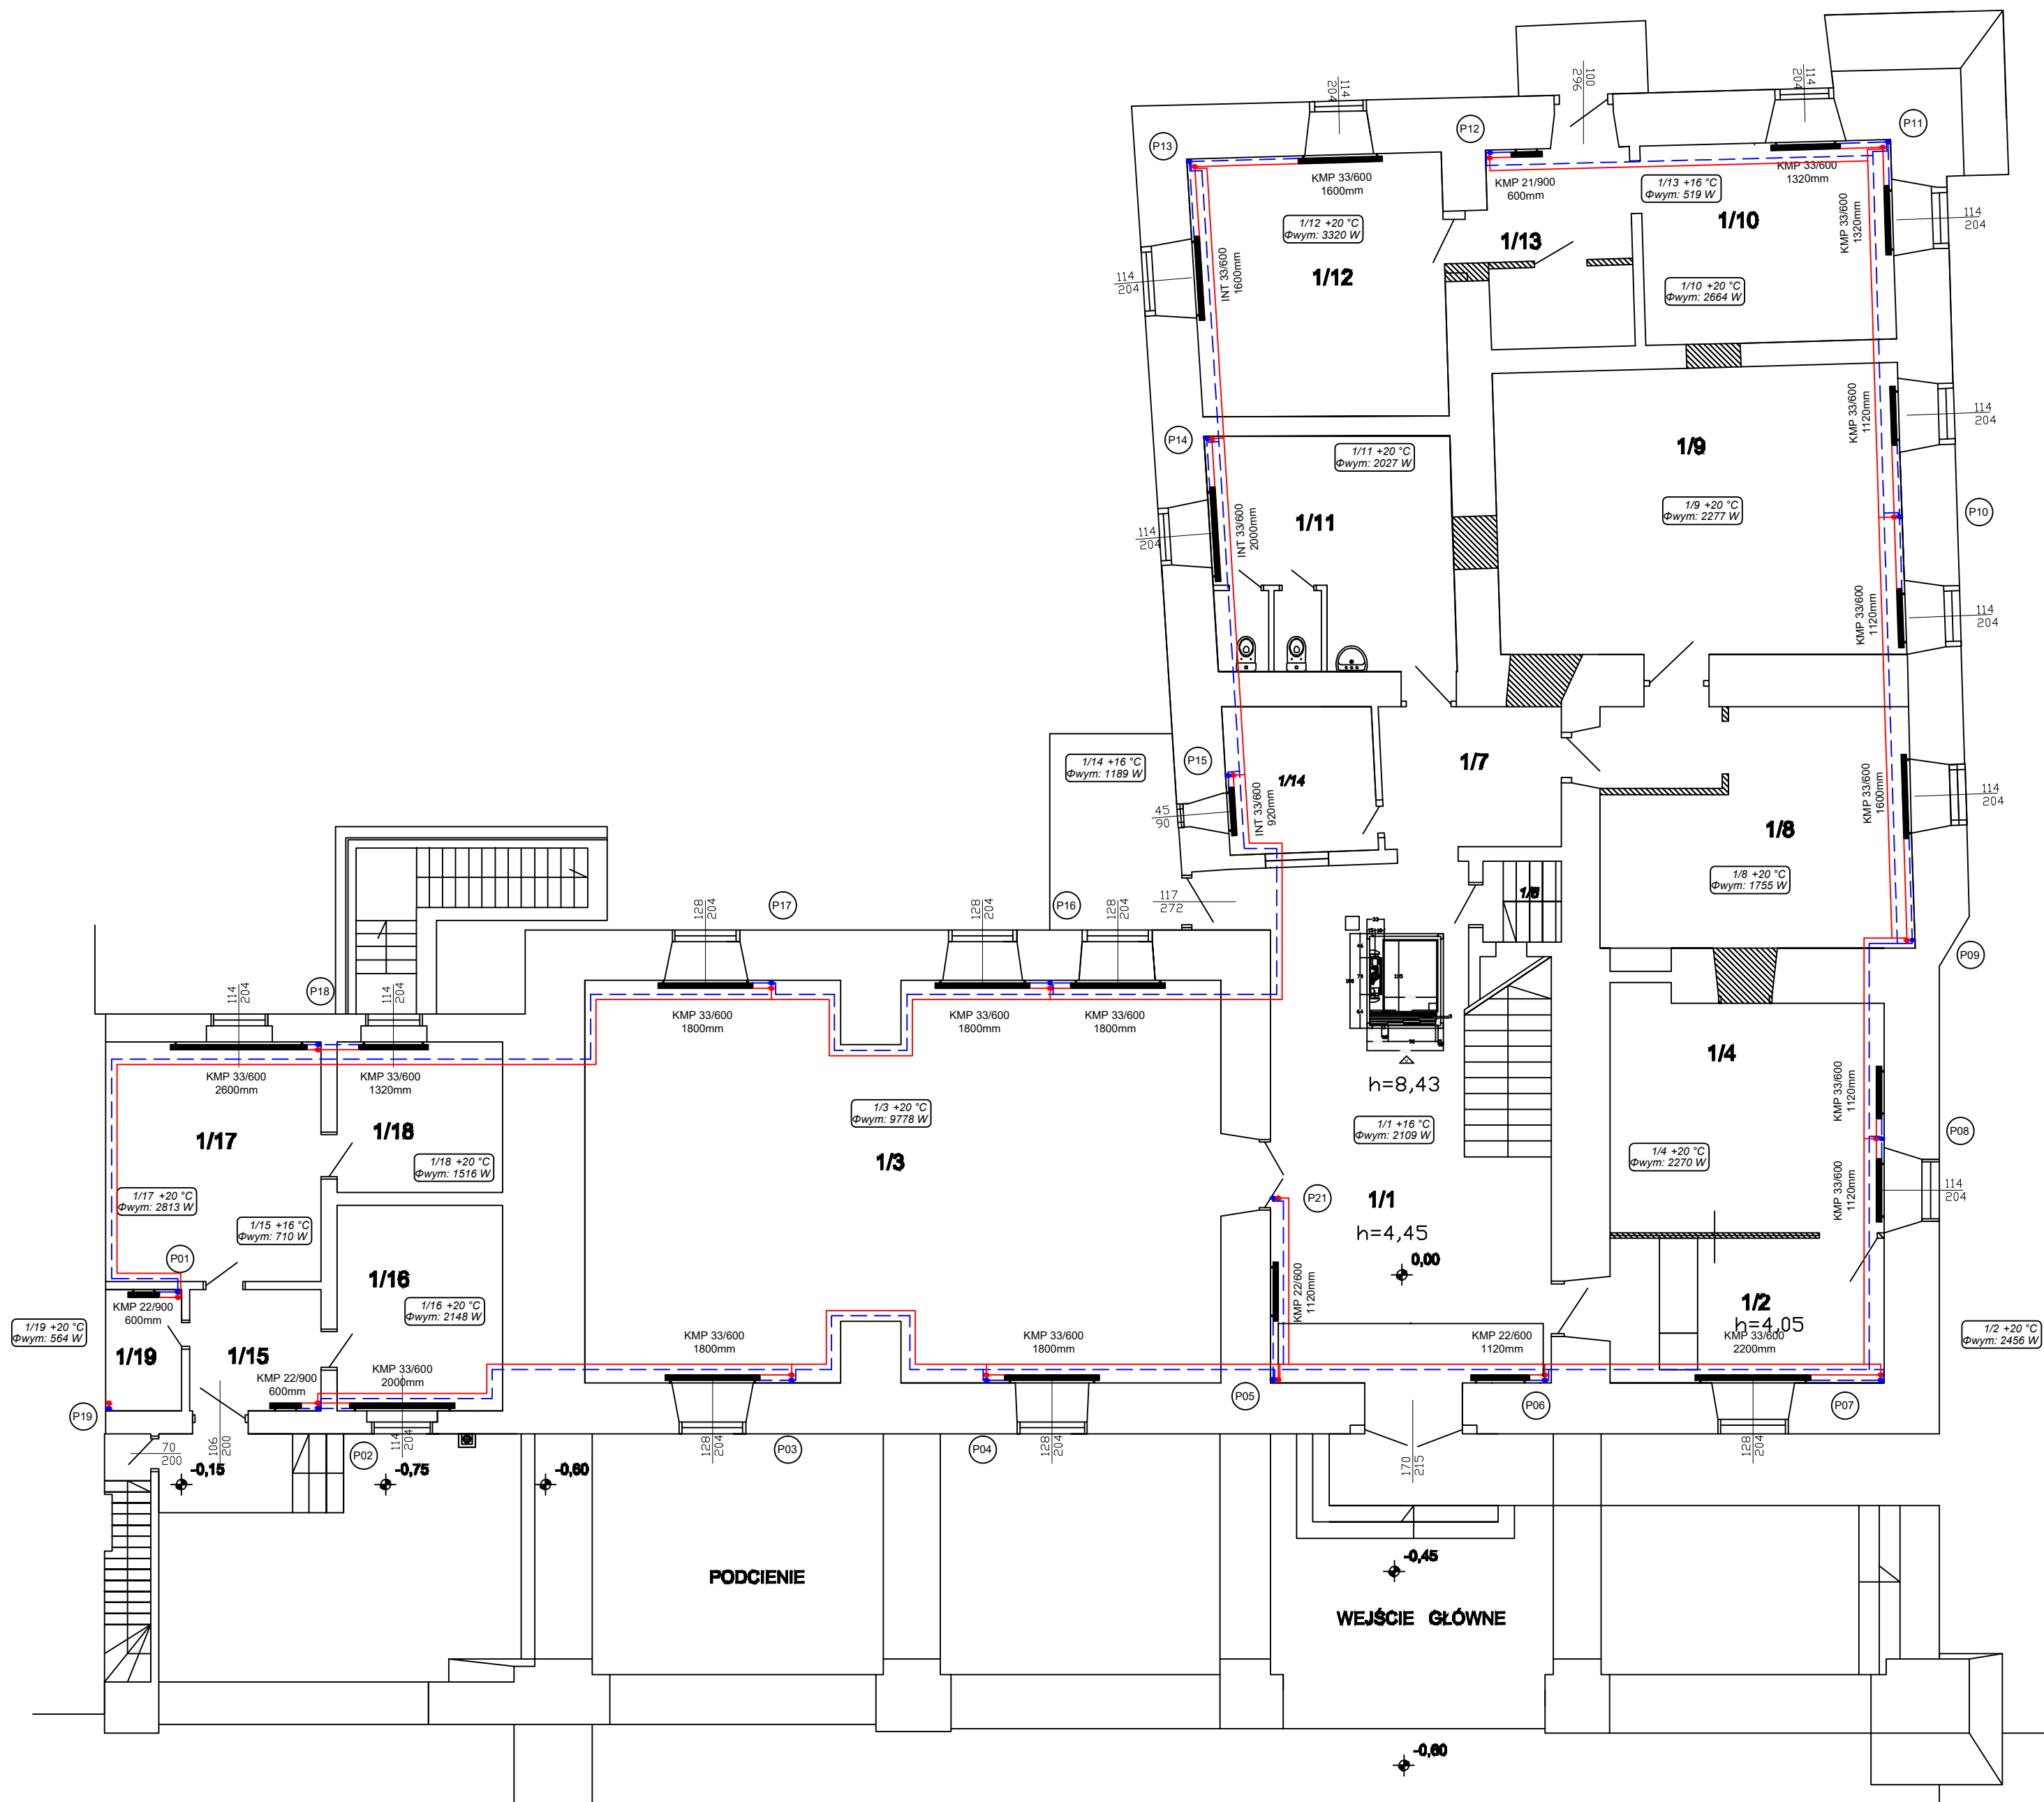 114
204
296
100
114
204
P11
P12
P13
KMP 33/600
1600mm
KMP 21/900
600mm
KMP 33/600
1320mm
1/13 +16 °C
Φwym: 519 W
1/12 +20 °C
Φwym: 3320 W
1/13
1/10
KMP 33/600
1320mm
114
204
INT 33/600
1600mm
1/12
114
204
1/10 +20 °C
Φwym: 2664 W
KMP 33/600
1120mm
114
204
P14
1/11 +20 °C
Φwym: 2027 W
1/9
1/9 +20 °C
Φwym: 2277 W
P10
1/11
INT 33/600
2000mm
114
204
KMP 33/600
1120mm
114
204
1/14 +16 °C
Φwym: 1189 W
P15
1/14
1/7
45
90
INT 33/600
920mm
KMP 33/600
1600mm
114
204
1/8
1/8 +20 °C
Φwym: 1755 W
117
272
P17
P16
128
204
128
204
128
204
P09
P18
114
204
114
204
KMP 33/600
1800mm
KMP 33/600
1800mm
KMP 33/600
1800mm
h=8,43
1/4
KMP 33/600
2600mm
KMP 33/600
1320mm
KMP 33/600
1120mm
1/3 +20 °C
Φwym: 9778 W
1/1 +16 °C
Φwym: 2109 W
P08
1/17
1/18
1/3
1/4 +20 °C
Φwym: 2270 W
1/18 +20 °C
Φwym: 1516 W
KMP 33/600
1120mm
114
204
1/17 +20 °C
Φwym: 2813 W
P21
1/1
1/15 +16 °C
Φwym: 710 W
h=4,45
P01
0,00
1/16
KMP 22/900
600mm
1/16 +20 °C
Φwym: 2148 W
KMP 22/600
1120mm
1/2
h=4,05
1/19 +20 °C
Φwym: 564 W
KMP 33/600
1800mm
KMP 33/600
1800mm
KMP 22/600
1120mm
KMP 33/600
2200mm
1/2 +20 °C
Φwym: 2456 W
1/19
1/15
KMP 22/900
600mm
KMP 33/600
2000mm
P05
P06
P07
P19
70
200
106
200
P02
114
204
128
204
P03
P04
128
204
170
215
128
204
-0,15
-0,75
-0,60
-0,45
PODCIENIE
WEJŚCIE GŁÓWNE
-0,60